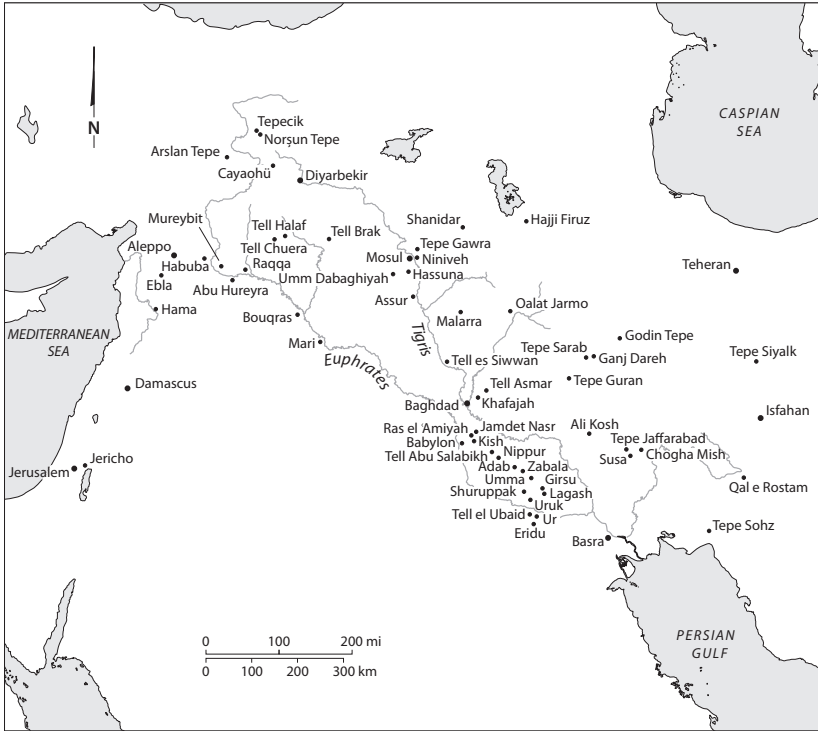 CASPIAN
SEA
N
Tepecik
Norşun Tepe
Arslan Tepe
Cayaohü
Diyarbekir
Mureybit
Tell Halaf
Tell Brak
Shanidar
Hajji Firuz
Aleppo
Tell Chuera
Tepe Gawra
Mosul
Niniveh
Habuba
Raqqa
Umm Dabaghiyah
Hassuna
Teheran
Ebla
Abu Hureyra
Assur
Oalat Jarmo
Hama
Bouqras
Malarra
MEDITERRANEAN
SEA
Mari
Euphrates
Tigris
Godin Tepe
Tepe Sarab
Ganj Dareh
Tepe Siyalk
Tell es Siwwan
Tepe Guran
Damascus
Tell Asmar
Baghdad
Khafajah
Isfahan
Ras el 'Amiyah
Jamdet Nasr
Ali Kosh
Babylon
Kish
Tepe Jaffarabad
Tell Abu Salabikh
Nippur
Susa
Chogha Mish
Jerusalem
Jericho
Adab
Zabala
Umma
Girsu
Qal e Rostam
Shuruppak
Lagash
Uruk
Tell el Ubaid
Ur
Eridu
Basra
Tepe Sohz
0 100 200 mi
0 100 200 300 km
PERSIAN
GULF